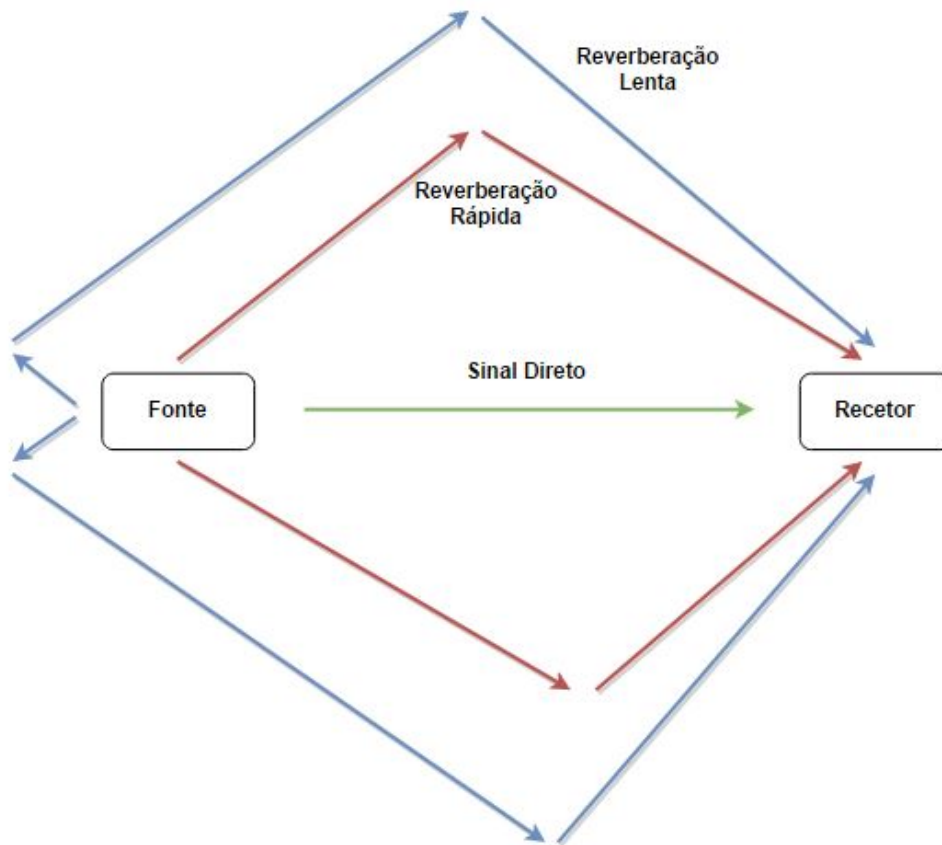 Reverberação
Lenta
Reverberação
Rápida
Sinal Direto
Fonte
Recetor